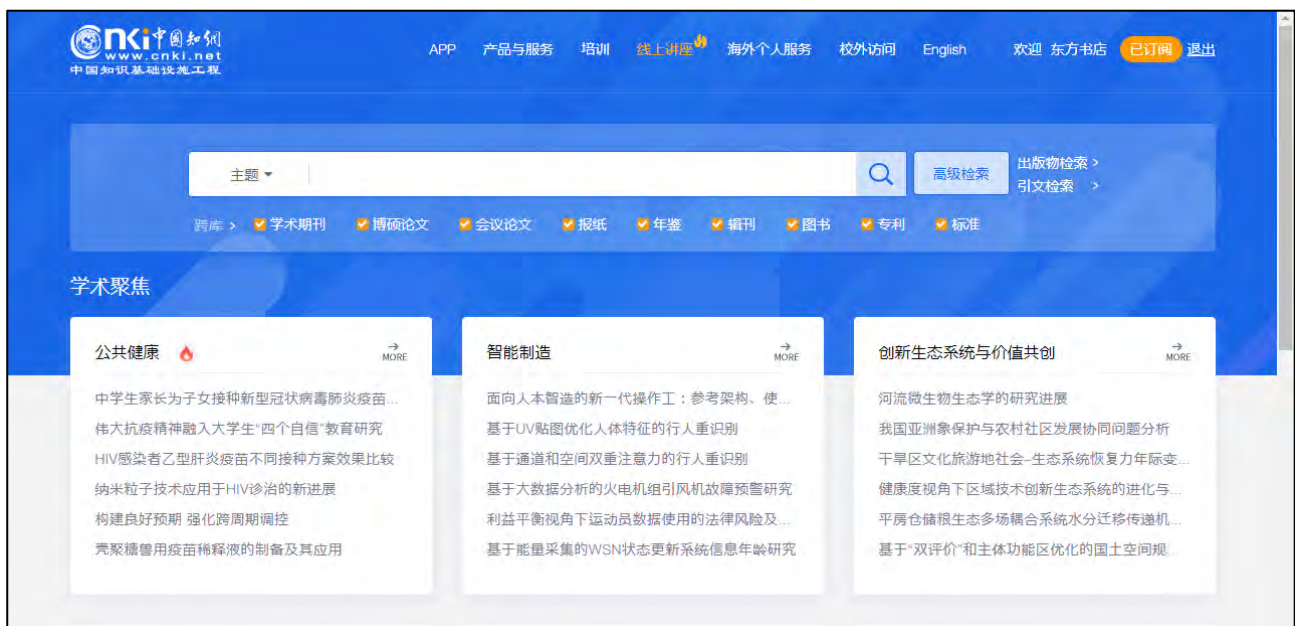 cnki中国知网
www.cnki.net
中国知识基础设施工程
APP 产品与服务 培训 线上讲座 海外个人服务 校外访问 English 欢迎 东方书店 已订阅 退出
主题
高级检索
出版物检索 >
引文检索 >
跨库 > 学术期刊 博硕论文 会议论文 报纸 年鉴 辑刊 图书 专利 标准
学术聚焦
公共健康
MORE
中学生家长为子女接种新型冠状病毒肺炎疫苗...
伟大抗疫精神融入大学生“四个自信”教育研究
HIV感染者乙型肝炎疫苗不同接种方案效果比较
纳米粒子技术应用于HIV诊治的新进展
构建良好预期 强化跨周期调控
壳聚糖兽用疫苗稀释液的制备及其应用
智能制造
MORE
面向人本智造的新一代操作工：参考架构、使...
基于UV贴图优化人体特征的行人重识别
基于通道和空间双重注意力的行人重识别
基于大数据分析的火电机组引风机故障预警研究
利益平衡视角下运动员数据使用的法律风险及...
基于能量采集的WSN状态更新系统信息年龄研究
创新生态系统与价值共创
MORE
河流微生物生态学的研究进展
我国亚洲象保护与农村社区发展协同问题分析
干旱区文化旅游地社会-生态系统恢复力年际变...
健康度视角下区域技术创新生态系统的进化与...
平房仓储粮生态多场耦合系统水分迁移传递机...
基于“双评价”和主体功能区优化的国土空间规...